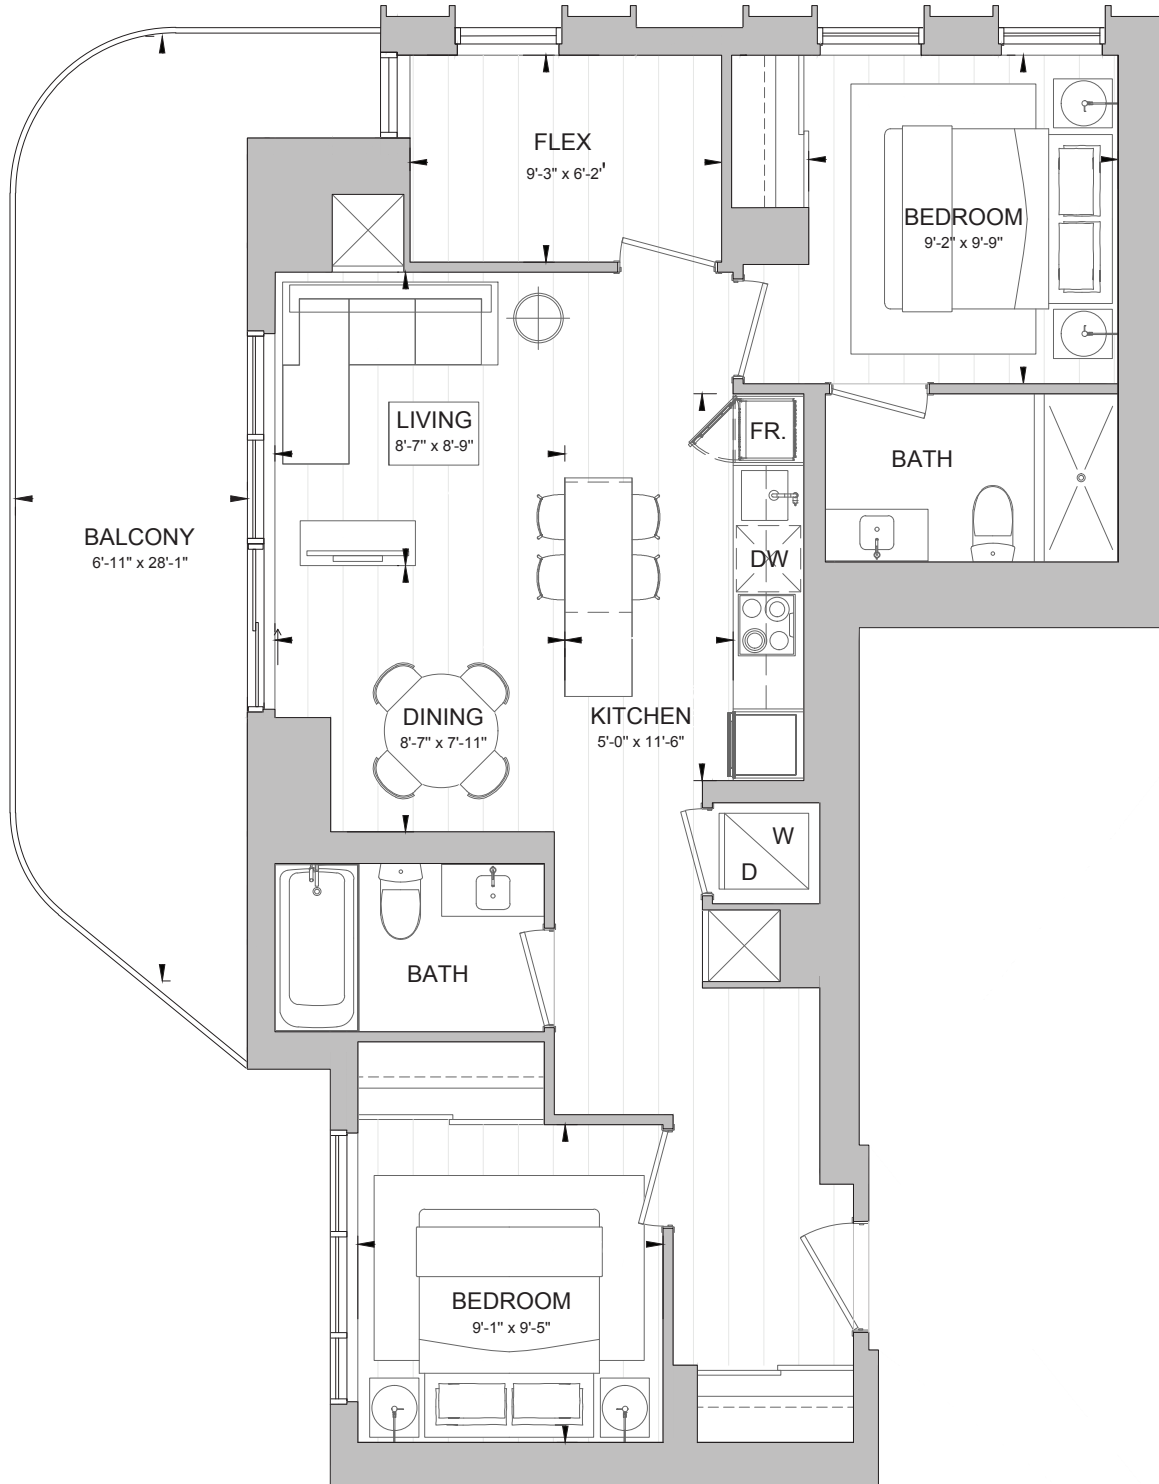 FLEX
9'-3" x 6'-2'
BEDROOM
9'-2" x 9'-9"
LIVING
8'-7" x 8'-9"
FR.
BATH
BALCONY
6'-11" x 28'-1"
DW
DINING
8'-7" x 7'-11"
KITCHEN
5'-0" x 11'-6"
W
D
BATH
BEDROOM
9'-1" x 9'-5"